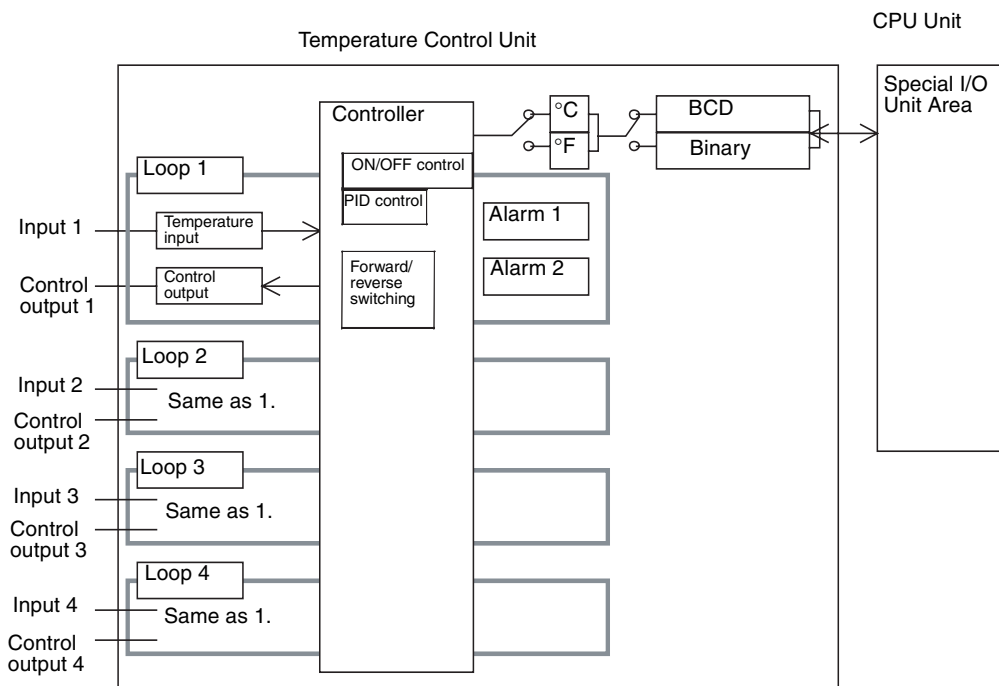 CPU Unit
Temperature Control Unit
Special I/O
Unit Area
Controller
°C
BCD
°F
Binary
Loop 1
ON/OFF control
PID control
Input 1
Temperature
input
Alarm 1
Control
output 1
Control
output
Forward/
reverse
switching
Alarm 2
Loop 2
Input 2
Same as 1.
Control
output 2
Loop 3
Input 3
Same as 1.
Control
output 3
Loop 4
Input 4
Same as 1.
Control
output 4